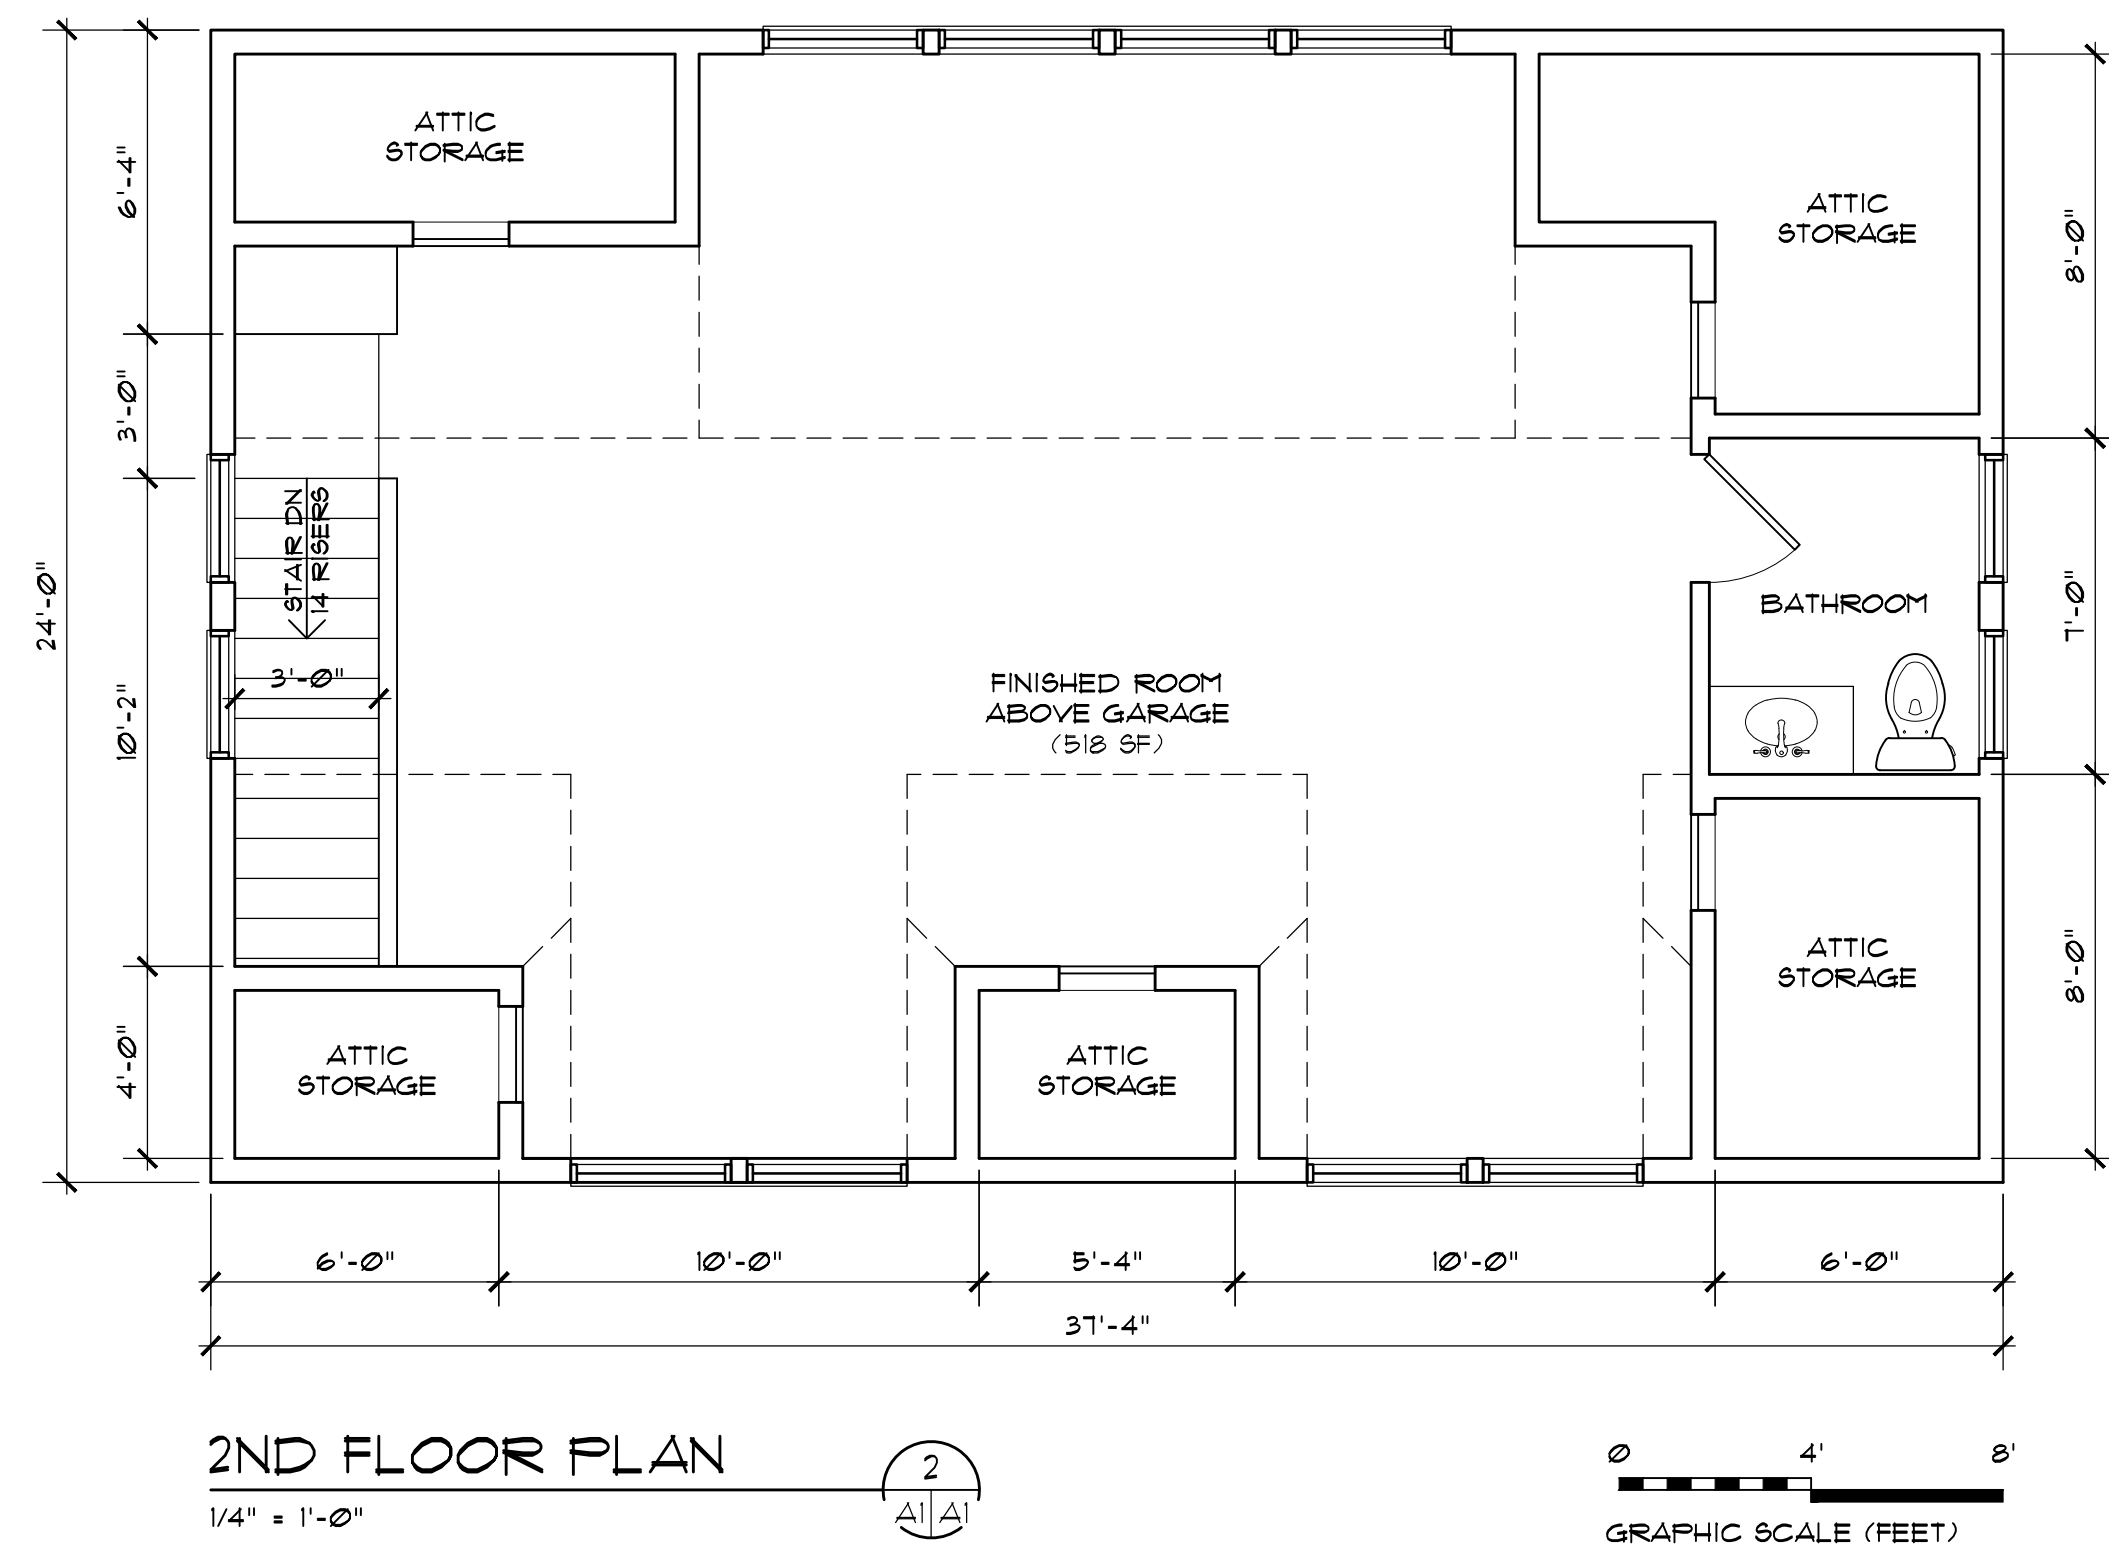 ATTIC
STORAGE
ATTIC
STORAGE
6'-4"
8'-0"
3'-0"
STAIR DN
14 RISERS
24'-0"
BATHROOM
7'-0"
3'-0"
10'-2"
FINISHED ROOM
ABOVE GARAGE
(518 SF)
ATTIC
STORAGE
8'-0"
4'-0"
ATTIC
STORAGE
ATTIC
STORAGE
6'-0"
10'-0"
5'-4"
10'-0"
6'-0"
37'-4"
2ND FLOOR PLAN
1/4" = 1'-0"
2
A1
A1
0
4'
8'
GRAPHIC SCALE (FEET)